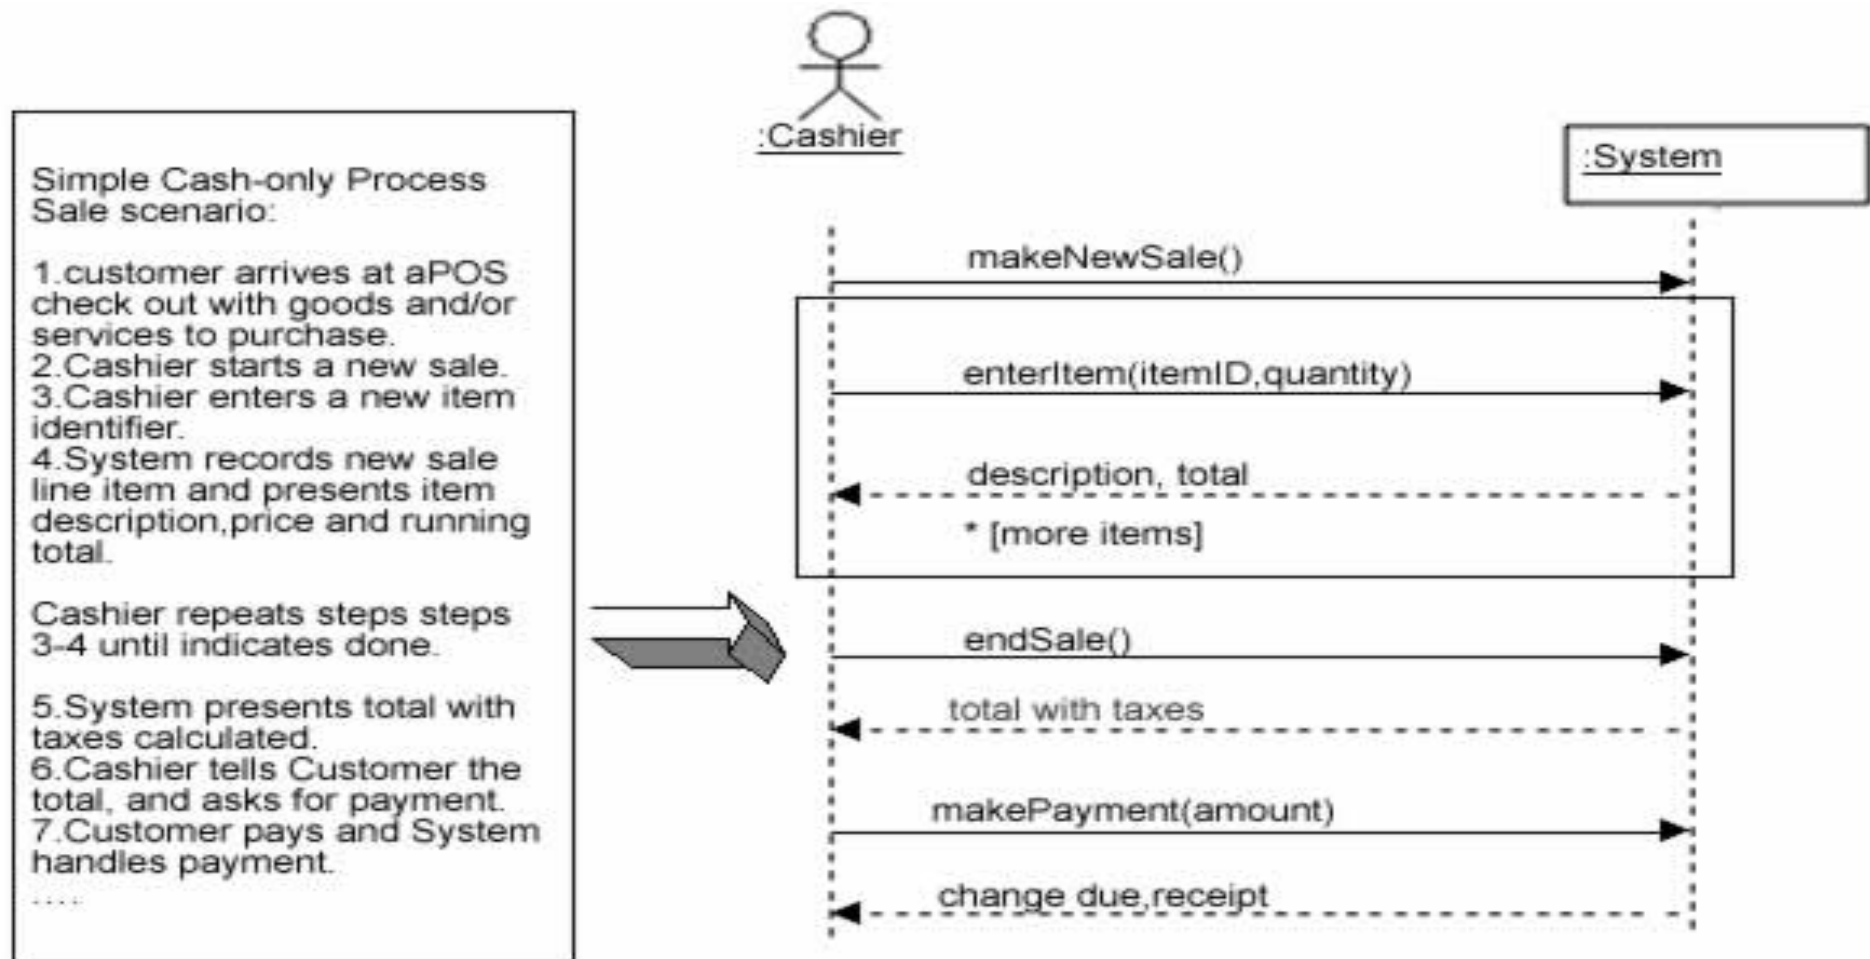 Simple Cash-only Process
Sale scenario:
1.customer arrives at aPOS
check out with goods and/or
services to purchase.
2.Cashier starts a new sale.
3.Cashier enters a new item
identifier.
4.System records new sale
line item and presents item
description,price and running
total.
Cashier repeats steps steps
3-4 until indicates done.
5.System presents total with
taxes calculated.
6.Cashier tells Customer the
total, and asks for payment.
7.Customer pays and System
handles payment.
....
:Cashier
:System
makeNewSale()
enterItem(itemID,quantity)
description, total
* [more items]
endSale()
total with taxes
makePayment(amount)
change due,receipt